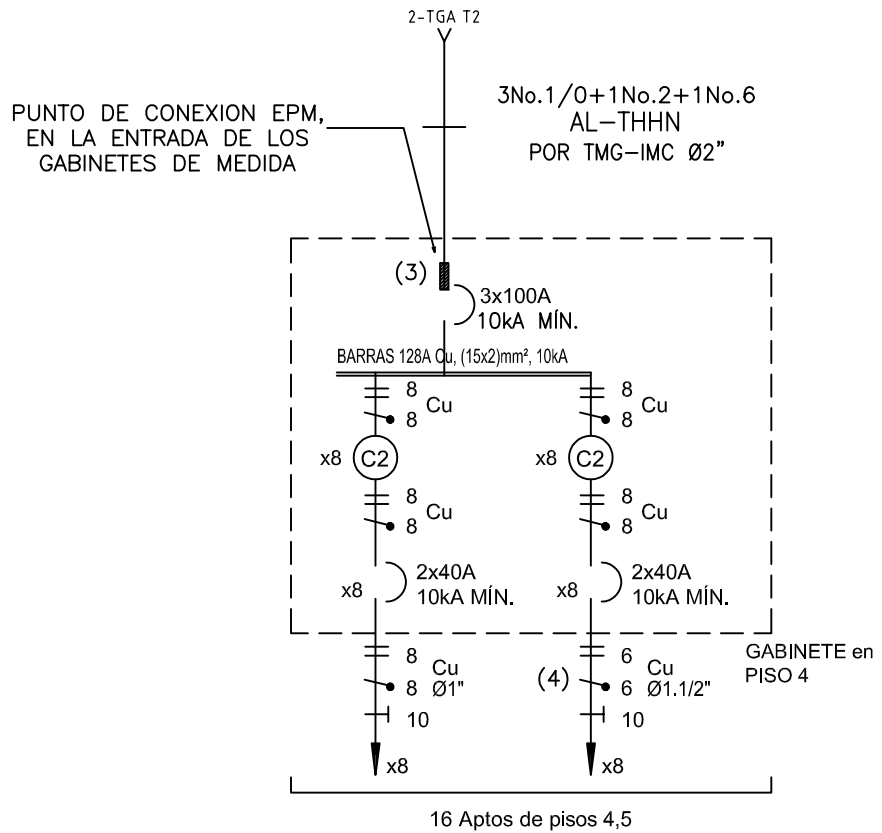 2-TGA T2
PUNTO DE CONEXION EPM,
EN LA ENTRADA DE LOS
GABINETES DE MEDIDA
3No.1/0+1No.2+1No.6
AL-THHN
POR TMG-IMC Ø2"
(3)
3x100A
10kA MÍN.
BARRAS 128A Cu, (15x2)mm², 10kA
8
Cu
8
8
Cu
8
x8
C2
x8
C2
8
Cu
8
8
Cu
8
x8
2x40A
10kA MÍN.
x8
2x40A
10kA MÍN.
GABINETE en
PISO 4
8
Cu
8 Ø1"
10
(4)
6
Cu
6 Ø1.1/2"
10
x8
x8
16 Aptos de pisos 4,5